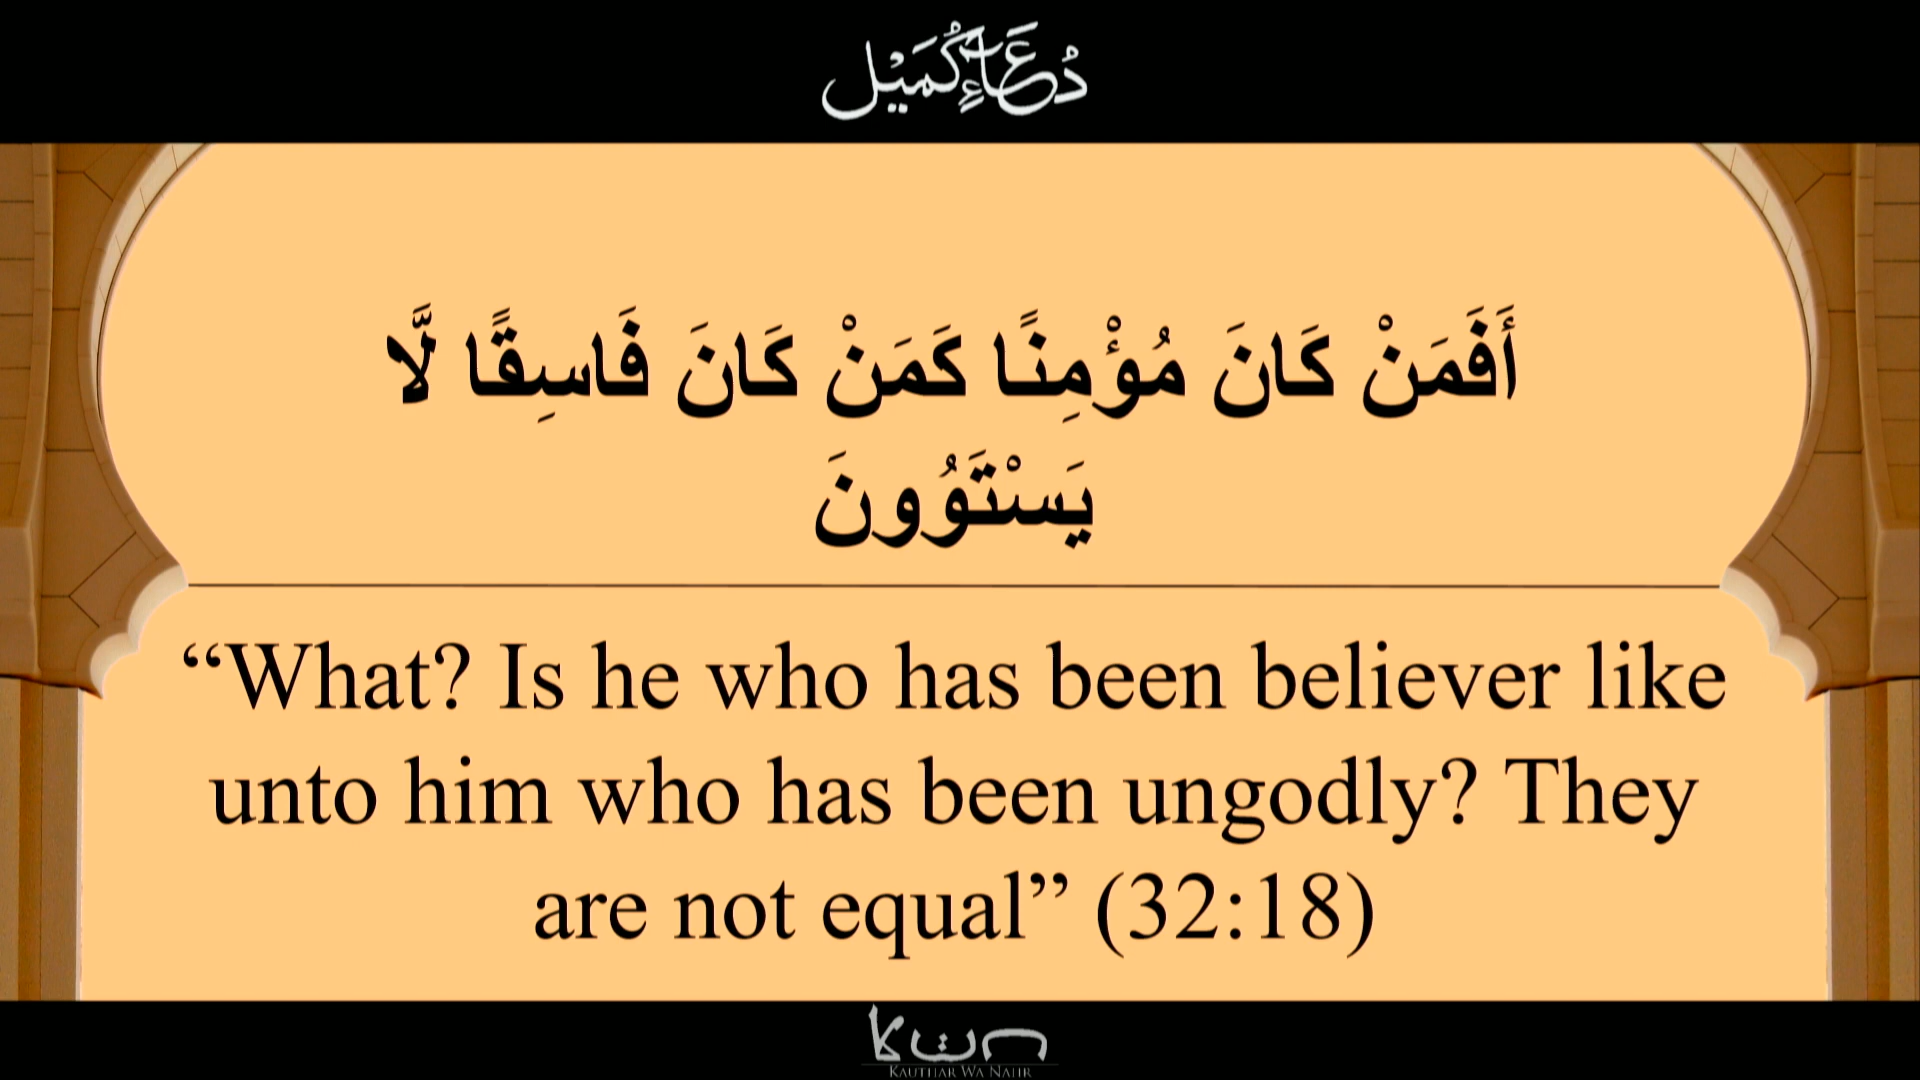 دُعَاءِ كُمَيْل
أَفَمَنْ كَانَ مُؤْمِنًا كَمَنْ كَانَ فَاسِقًا لَّا
يَسْتَوُونَ
“What? Is he who has been believer like
unto him who has been ungodly? They
are not equal” (32:18)
kwn
KAUTHAR WA NAHR